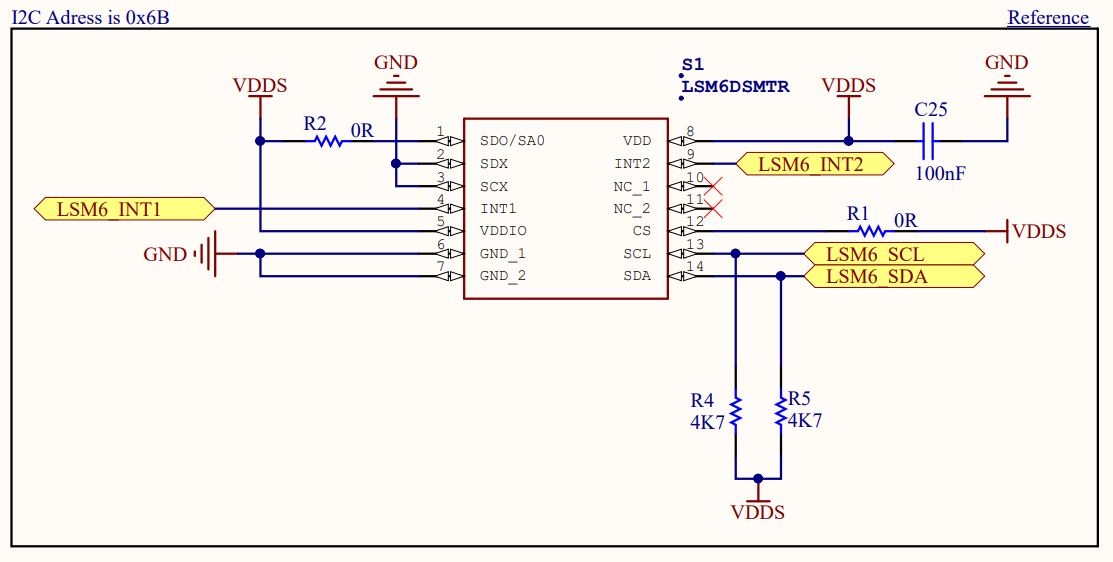 I2C Adress is 0x6B
Reference
GND
S1
GND
VDDS
LSM6DSMTR
VDDS
C25
R2
0R
1
SDO/SA0
VDD
8
2
SDX
INT2
9
LSM6_INT2
100nF
3
SCX
NC_1
10
LSM6_INT1
4
INT1
NC_2
11
R1
0R
5
VDDIO
CS
12
VDDS
GND
6
GND_1
SCL
13
LSM6_SCL
7
GND_2
SDA
14
LSM6_SDA
R4
4K7
R5
4K7
VDDS